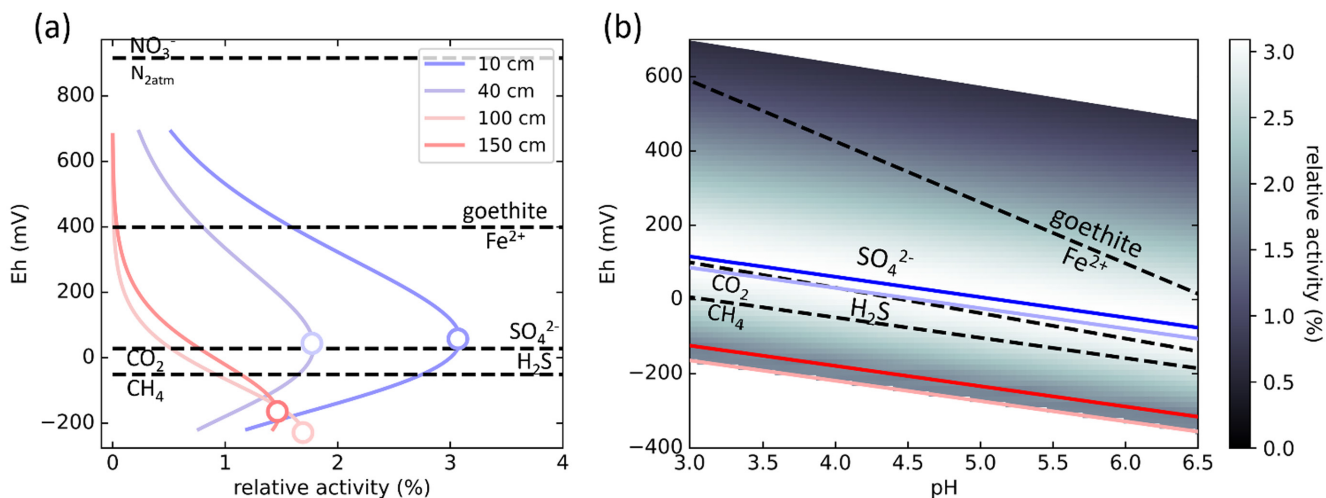 (a)
NO₃⁻
N₂atm
10 cm
40 cm
100 cm
150 cm
goethite
Fe²⁺
SO₄²⁻
CO₂
H₂S
CH₄
800
600
400
200
0
−200
Eh (mV)
0
1
2
3
4
relative activity (%)
(b)
goethite
Fe²⁺
SO₄²⁻
CO₂
H₂S
CH₄
600
400
200
0
−200
−400
Eh (mV)
3.0
3.5
4.0
4.5
5.0
5.5
6.0
6.5
pH
3.0
2.5
2.0
1.5
1.0
0.5
0.0
relative activity (%)